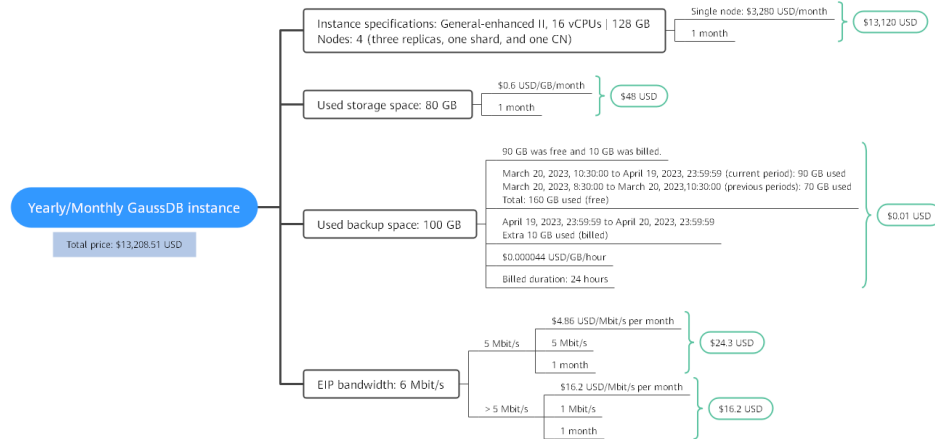 Yearly/Monthly GaussDB instance
Total price: $13,208.51 USD
Instance specifications: General-enhanced II, 16 vCPUs | 128 GB
Nodes: 4 (three replicas, one shard, and one CN)
Single node: $3,280 USD/month
1 month
$13,120 USD
Used storage space: 80 GB
$0.6 USD/GB/month
1 month
$48 USD
Used backup space: 100 GB
90 GB was free and 10 GB was billed.
March 20, 2023, 10:30:00 to April 19, 2023, 23:59:59 (current period): 90 GB used
March 20, 2023, 8:30:00 to March 20, 2023,10:30:00 (previous periods): 70 GB used
Total: 160 GB used (free)
April 19, 2023, 23:59:59 to April 20, 2023, 23:59:59
Extra 10 GB used (billed)
$0.000044 USD/GB/hour
Billed duration: 24 hours
$0.01 USD
EIP bandwidth: 6 Mbit/s
5 Mbit/s
$4.86 USD/Mbit/s per month
5 Mbit/s
1 month
$24.3 USD
> 5 Mbit/s
$16.2 USD/Mbit/s per month
1 Mbit/s
1 month
$16.2 USD